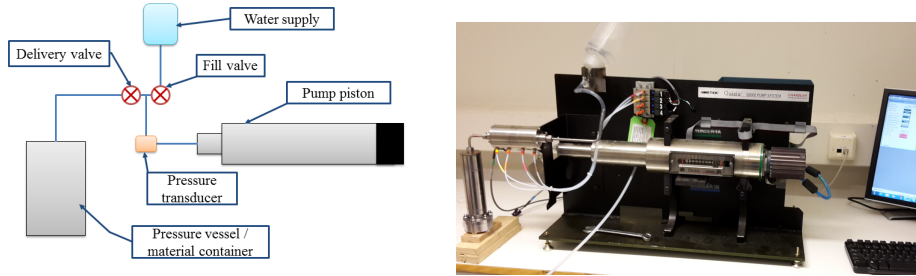 Water supply
Delivery valve
Fill valve
Pump piston
Pressure
transducer
Pressure vessel /
material container